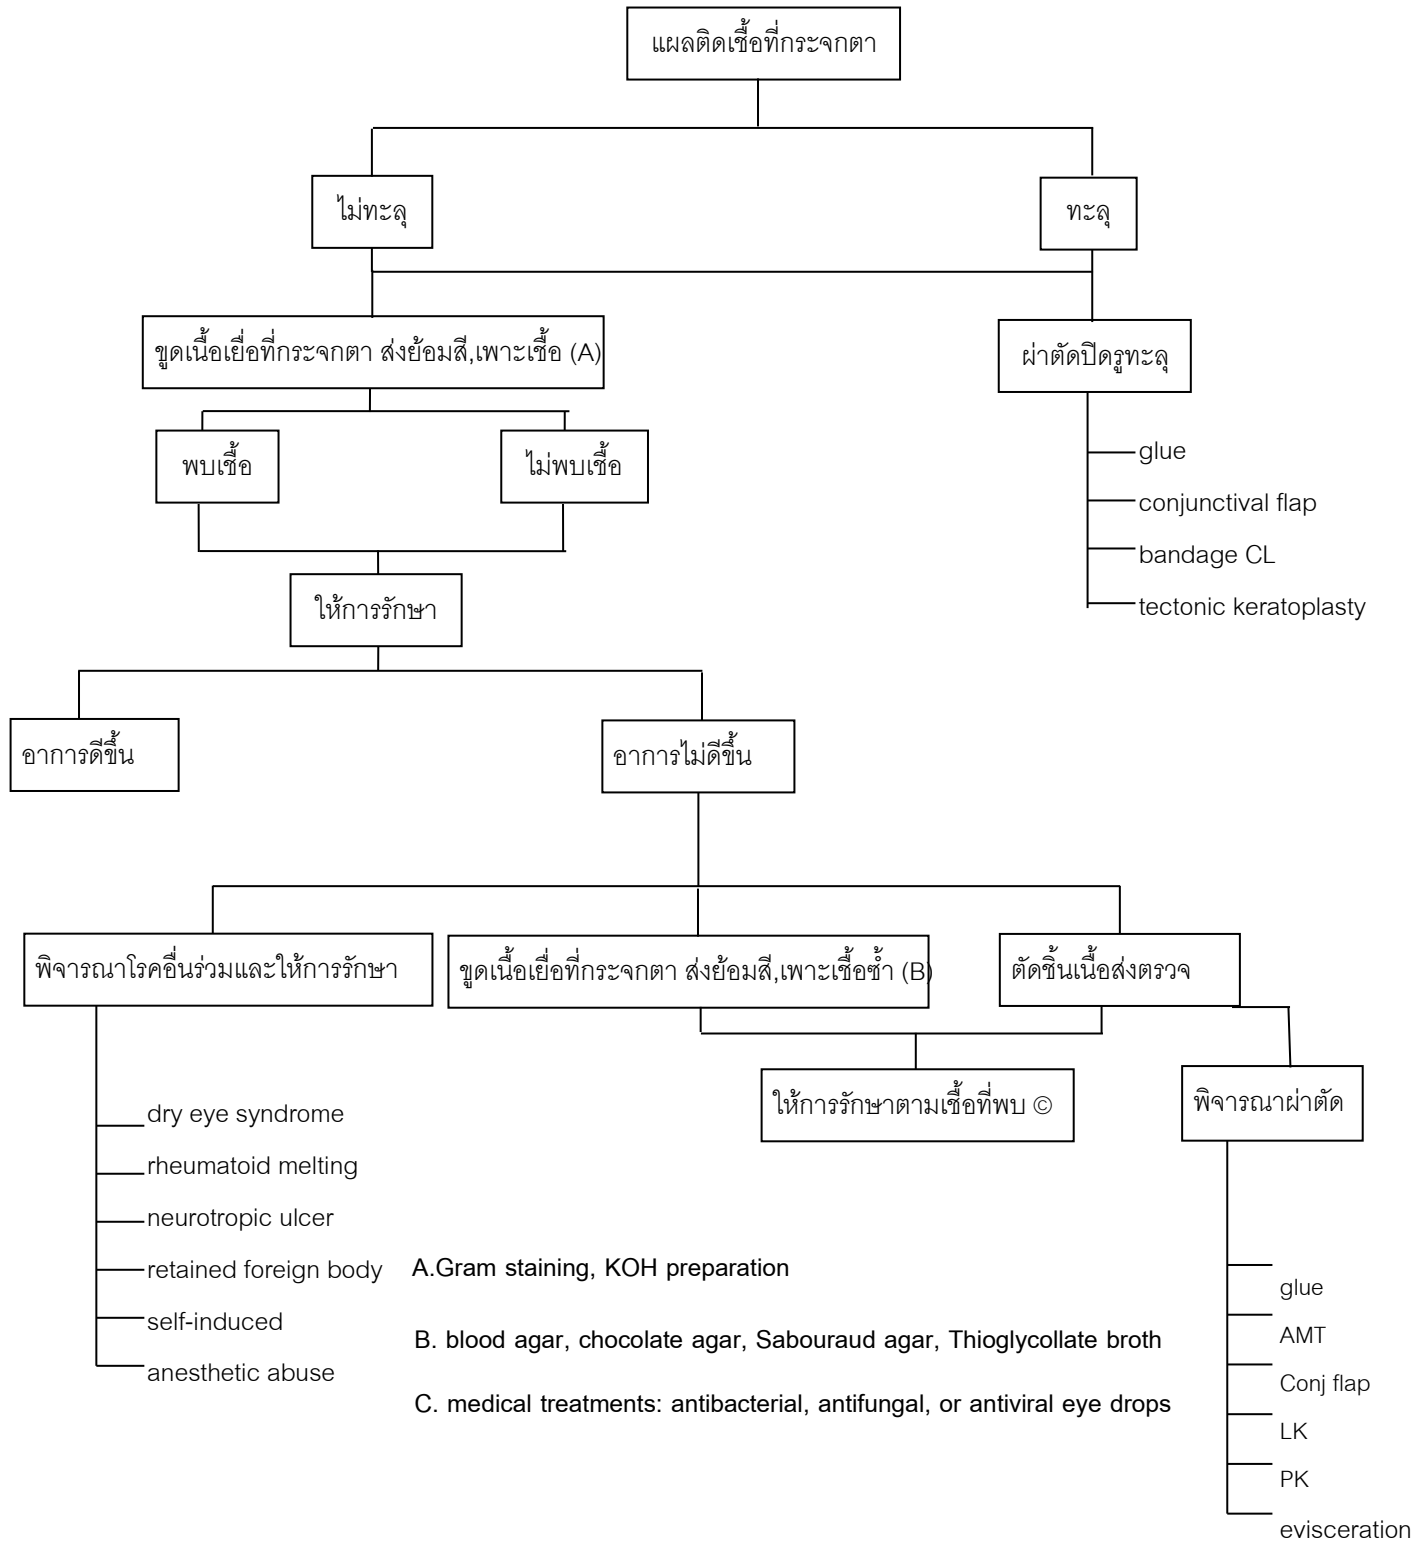 แผลติดเชื้อที่กระจกตา
ไม่ทะลุ
ทะลุ
ขูดเนื้อเยื่อที่กระจกตา ส่งย้อมสี,เพาะเชื้อ (A)
ผ่าตัดปิดรูทะลุ
พบเชื้อ
ไม่พบเชื้อ
glue
conjunctival flap
bandage CL
tectonic keratoplasty
ให้การรักษา
อาการดีขึ้น
อาการไม่ดีขึ้น
พิจารณาโรคอื่นร่วมและให้การรักษา
ขูดเนื้อเยื่อที่กระจกตา ส่งย้อมสี,เพาะเชื้อซ้ำ (B)
ตัดชิ้นเนื้อส่งตรวจ
ให้การรักษาตามเชื้อที่พบ ©
พิจารณาผ่าตัด
dry eye syndrome
rheumatoid melting
neurotropic ulcer
retained foreign body
self-induced
anesthetic abuse
A.Gram staining, KOH preparation
B. blood agar, chocolate agar, Sabouraud agar, Thioglycollate broth
C. medical treatments: antibacterial, antifungal, or antiviral eye drops
glue
AMT
Conj flap
LK
PK
evisceration